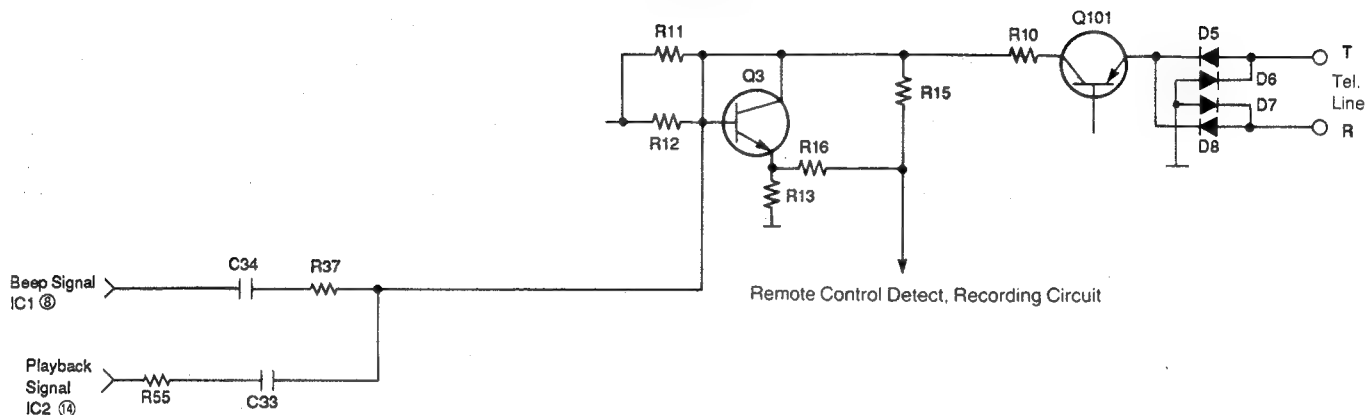 Q101
R11
R10
D5
T
Q3
D6
Tel.
Line
R15
D7
R12
R
R16
D8
R13
C34
R37
Beep Signal
IC1 ⑧
Remote Control Detect, Recording Circuit
Playback
Signal
IC2 ⑭
R55
C33